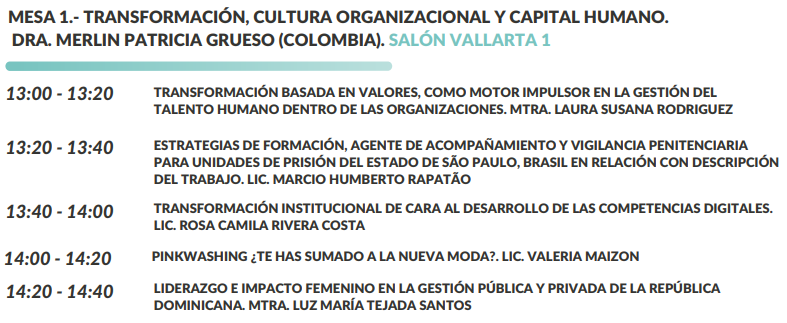 MESA 1.- TRANSFORMACIÓN, CULTURA ORGANIZACIONAL Y CAPITAL HUMANO.
DRA. MERLIN PATRICIA GRUESO (COLOMBIA). SALÓN VALLARTA 1
13:00 - 13:20 TRANSFORMACIÓN BASADA EN VALORES, COMO MOTOR IMPULSOR EN LA GESTIÓN DEL
TALENTO HUMANO DENTRO DE LAS ORGANIZACIONES. MTRA. LAURA SUSANA RODRIGUEZ
13:20 - 13:40 ESTRATEGIAS DE FORMACIÓN, AGENTE DE ACOMPAÑAMIENTO Y VIGILANCIA PENITENCIARIA
PARA UNIDADES DE PRISIÓN DEL ESTADO DE SÃO PAULO, BRASIL EN RELACIÓN CON DESCRIPCIÓN
DEL TRABAJO. LIC. MARCIO HUMBERTO RAPATÃO
13:40 - 14:00 TRANSFORMACIÓN INSTITUCIONAL DE CARA AL DESARROLLO DE LAS COMPETENCIAS DIGITALES.
LIC. ROSA CAMILA RIVERA COSTA
14:00 - 14:20 PINKWASHING ¿TE HAS SUMADO A LA NUEVA MODA?. LIC. VALERIA MAIZON
14:20 - 14:40 LIDERAZGO E IMPACTO FEMENINO EN LA GESTIÓN PÚBLICA Y PRIVADA DE LA REPÚBLICA
DOMINICANA. MTRA. LUZ MARÍA TEJADA SANTOS